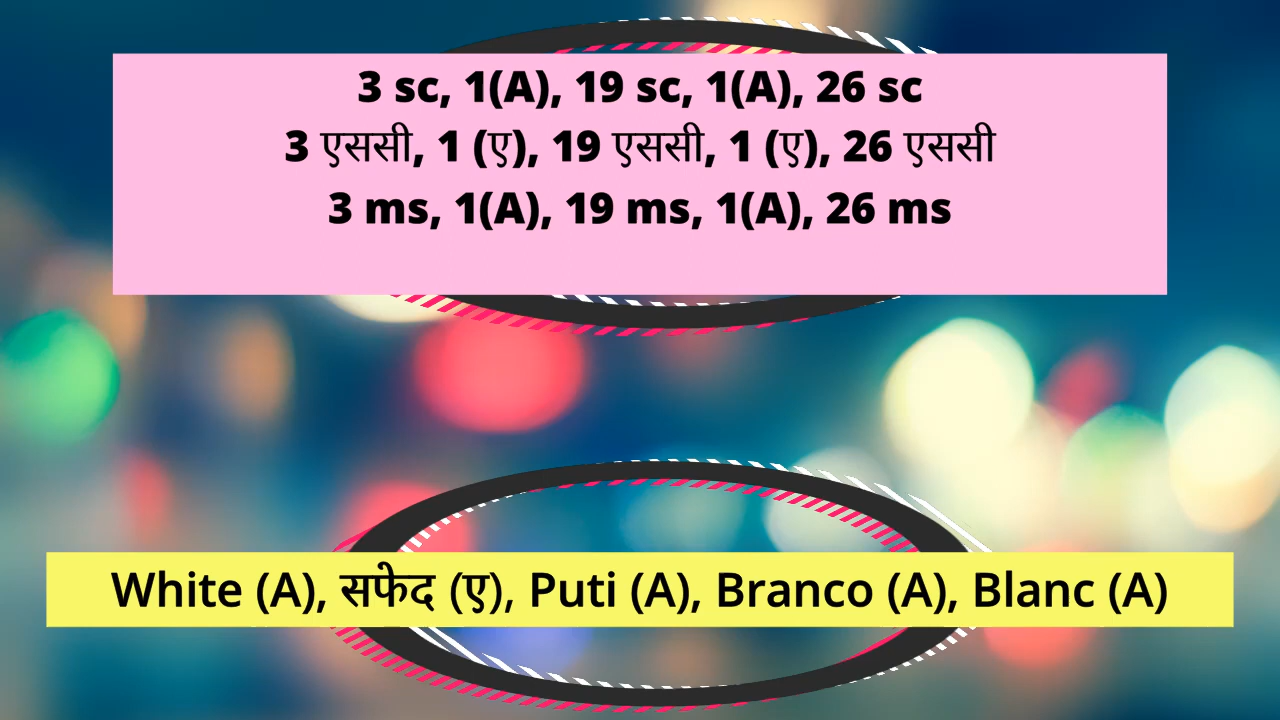 3 sc, 1(A), 19 sc, 1(A), 26 sc
3 एससी, 1 (ए), 19 एससी, 1 (ए), 26 एससी
3 ms, 1(A), 19 ms, 1(A), 26 ms
White (A), सफेद (ए), Puti (A), Branco (A), Blanc (A)